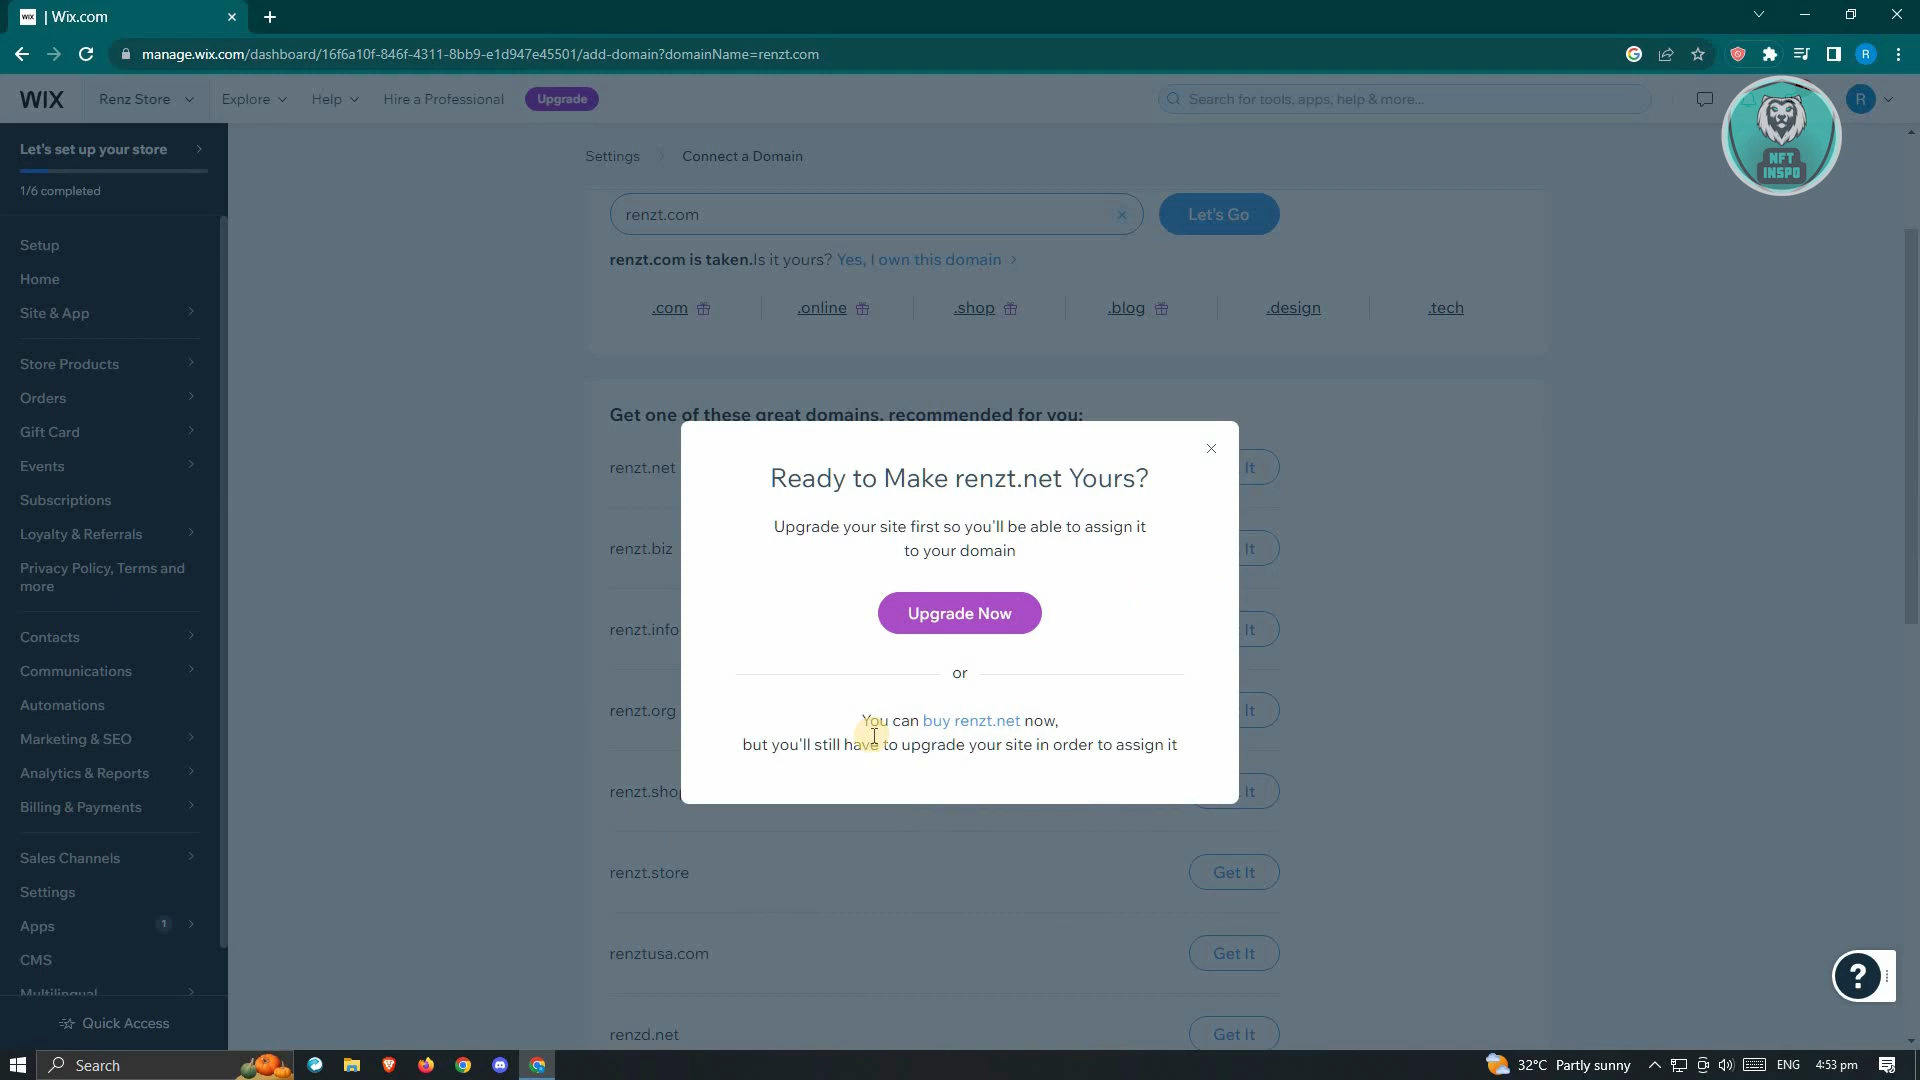 WIX
| Wix.com
manage.wix.com/dashboard/16f6a10f-846f-4311-8bb9-e1d947e45501/add-domain?domainName=renzt.com
R
WIX
Renz Store
Explore
Help
Hire a Professional
Upgrade
Search for tools, apps, help & more...
R
NFT
INSPO
Let's set up your store
1/6 completed
Setup
Home
Site & App
Store Products
Orders
Gift Card
Events
Subscriptions
Loyalty & Referrals
Privacy Policy, Terms and
more
Contacts
Communications
Automations
Marketing & SEO
Analytics & Reports
Billing & Payments
Sales Channels
Settings
Apps
1
CMS
Multilingual
Quick Access
Settings
Connect a Domain
renzt.com
Let's Go
renzt.com is taken.Is it yours? Yes, I own this domain
.com
.online
.shop
.blog
.design
.tech
Get one of these great domains, recommended for you:
renzt.net
It
renzt.biz
It
renzt.info
It
renzt.org
It
renzt.shop
It
renzt.store
Get It
renztusa.com
Get It
renzd.net
Get It
Ready to Make renzt.net Yours?
Upgrade your site first so you'll be able to assign it
to your domain
Upgrade Now
or
You can buy renzt.net now,
but you'll still have to upgrade your site in order to assign it
?
Search
32°C Partly sunny
ENG
4:53 pm